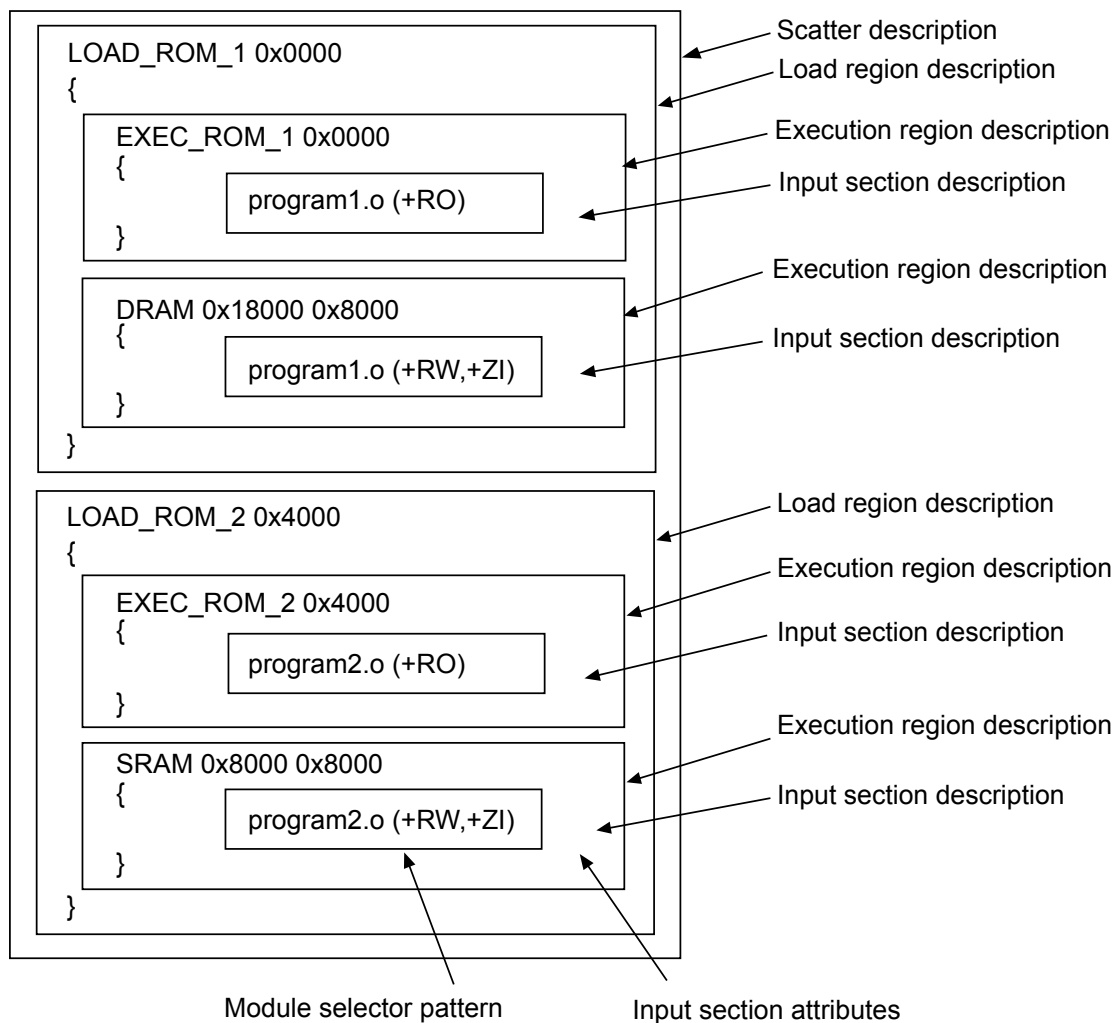 Scatter description
LOAD_ROM_1 0x0000
Load region description
{
EXEC_ROM_1 0x0000
Execution region description
{
program1.o (+RO)
Input section description
}
DRAM 0x18000 0x8000
Execution region description
{
program1.o (+RW,+ZI)
Input section description
}
}
LOAD_ROM_2 0x4000
Load region description
{
EXEC_ROM_2 0x4000
Execution region description
{
program2.o (+RO)
Input section description
}
SRAM 0x8000 0x8000
Execution region description
{
program2.o (+RW,+ZI)
Input section description
}
}
Module selector pattern
Input section attributes